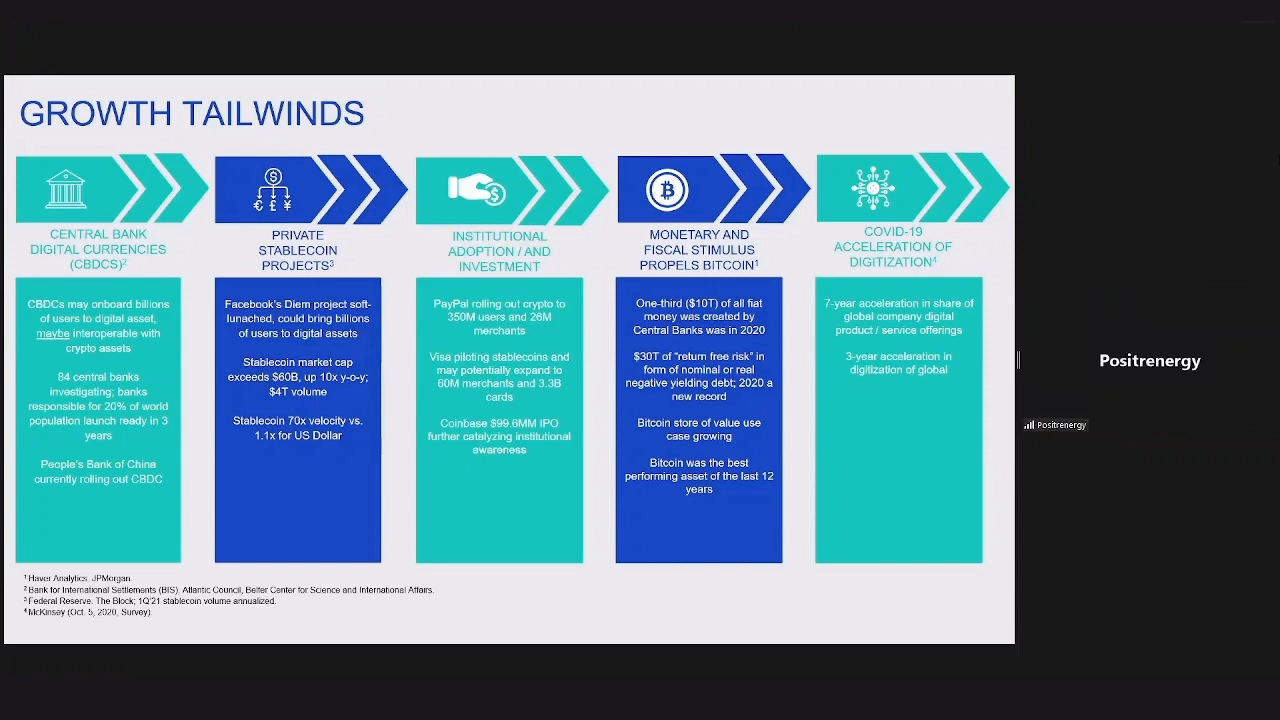 GROWTH TAILWINDS
CENTRAL BANK
DIGITAL CURRENCIES
(CBDCS)2
CBDCs may onboard billions
of users to digital asset,
maybe interoperable with
crypto assets
84 central banks
investigating; banks
responsible for 20% of world
population launch ready in 3
years
People's Bank of China
currently rolling out CBDC
PRIVATE
STABLECOIN
PROJECTS3
Facebook's Diem project soft-
lunached, could bring billions
of users to digital assets
Stablecoin market cap
exceeds $60B, up 10x y-o-y;
$4T volume
Stablecoin 70x velocity vs.
1.1x for US Dollar
INSTITUTIONAL
ADOPTION / AND
INVESTMENT
PayPal rolling out crypto to
350M users and 26M
merchants
Visa piloting stablecoins and
may potentially expand to
60M merchants and 3.3B
cards
Coinbase $99.6MM IPO
further catalyzing institutional
awareness
MONETARY AND
FISCAL STIMULUS
PROPELS BITCOIN1
One-third ($10T) of all fiat
money was created by
Central Banks was in 2020
$30T of "return free risk" in
form of nominal or real
negative yielding debt; 2020 a
new record
Bitcoin store of value use
case growing
Bitcoin was the best
performing asset of the last 12
years
COVID-19
ACCELERATION OF
DIGITIZATION4
7-year acceleration in share of
global company digital
product / service offerings
3-year acceleration in
digitization of global
1 Haver Analytics. JPMorgan.
2 Bank for International Settlements (BIS), Atlantic Council, Belfer Center for Science and International Affairs.
3 Federal Reserve. The Block; 1Q'21 stablecoin volume annualized.
4 McKinsey (Oct. 5, 2020, Survey).
Positrenergy
Positrenergy